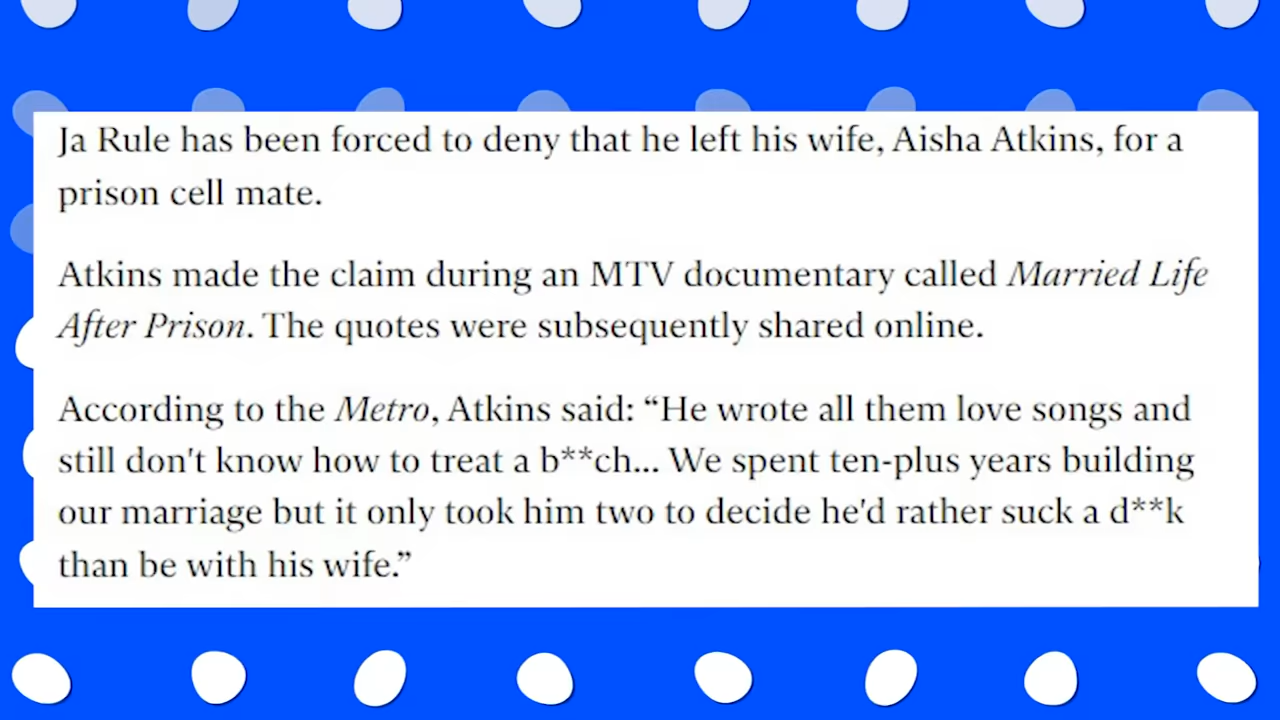 Ja Rule has been forced to deny that he left his wife, Aisha Atkins, for a
prison cell mate.
Atkins made the claim during an MTV documentary called Married Life
After Prison. The quotes were subsequently shared online.
According to the Metro, Atkins said: “He wrote all them love songs and
still don't know how to treat a b**ch... We spent ten-plus years building
our marriage but it only took him two to decide he'd rather suck a d**k
than be with his wife.”